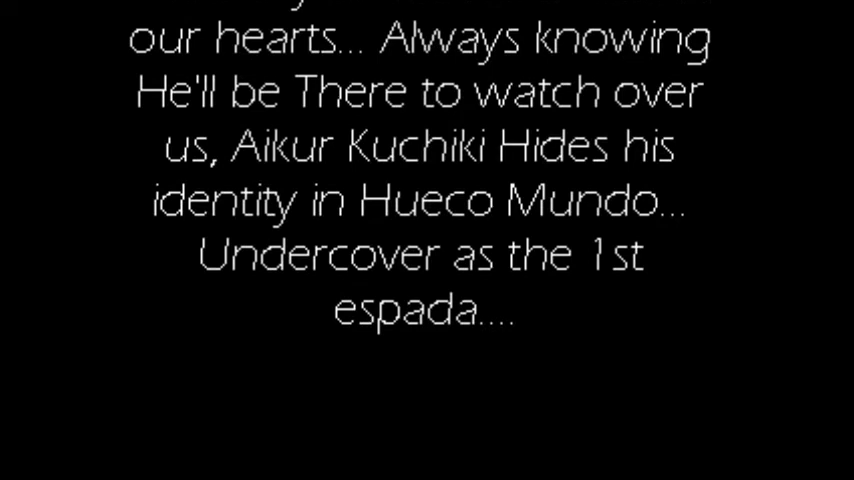 our hearts... Always knowing
He'll be There to watch over
us, Aikur Kuchiki Hides his
identity in Hueco Mundo...
Undercover as the 1st
espada....